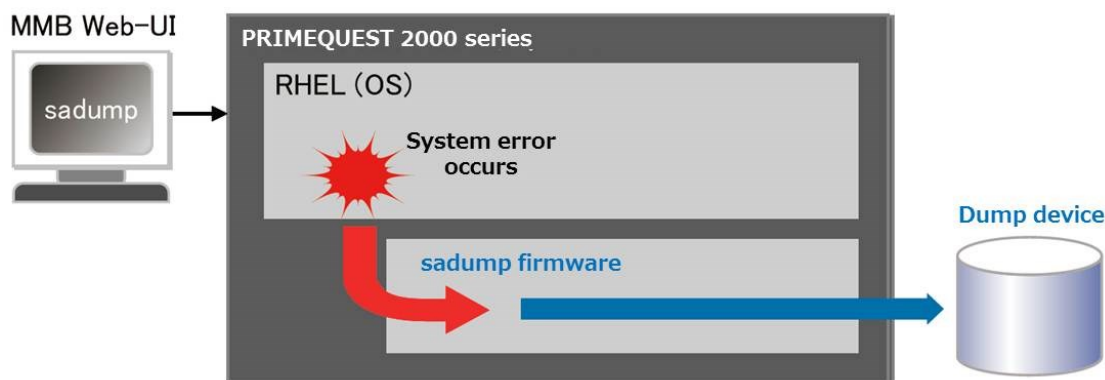 MMB Web-UI
sadump
PRIMEQUEST 2000 series
RHEL (OS)
System error
occurs
sadump firmware
Dump device